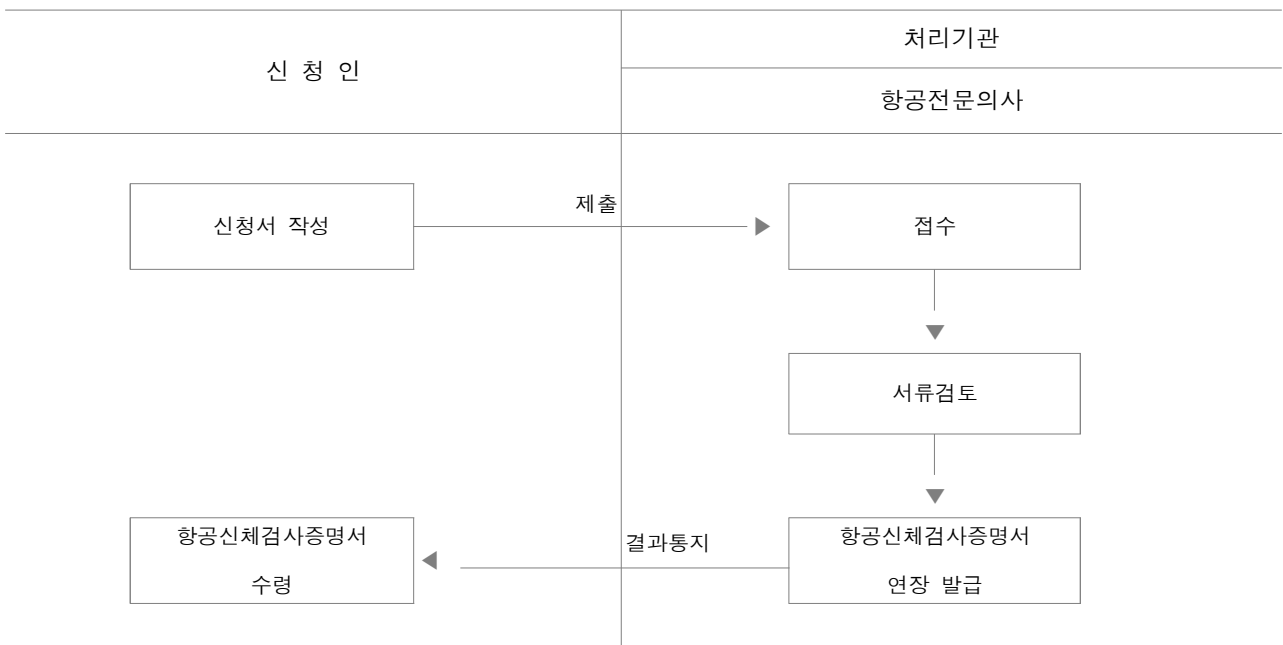 신 청 인
처리기관
항공전문의사
신청서 작성
제출
접수
서류검토
항공신체검사증명서
연장 발급
결과통지
항공신체검사증명서
수령